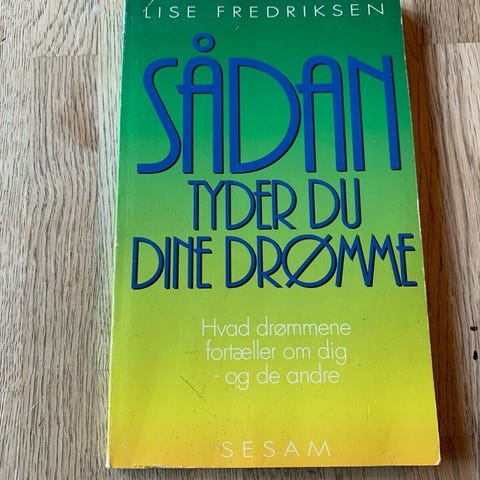 LISE FREDRIKSEN
SÅDAN
TYDER DU
DINE DRØMME
Hvad drømmene
fortæller om dig
- og de andre
SESAM